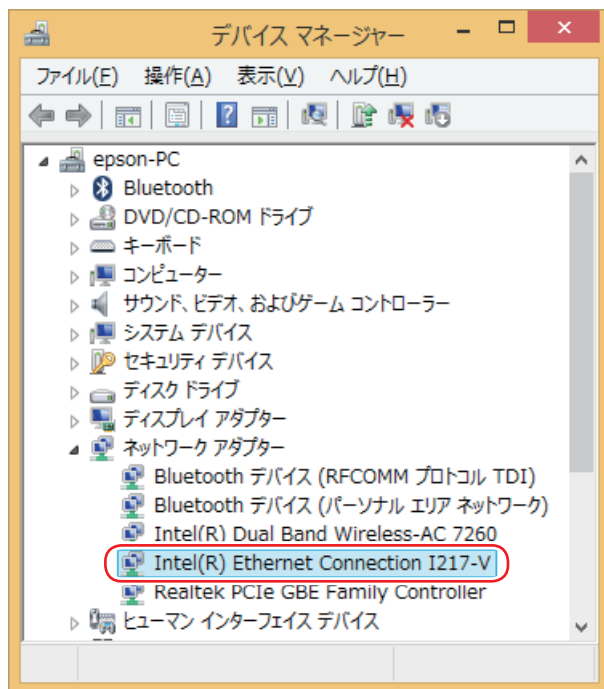 デバイス マネージャー
ファイル(F) 操作(A) 表示(V) ヘルプ(H)
epson-PC
Bluetooth
DVD/CD-ROM ドライブ
キーボード
コンピューター
サウンド、ビデオ、およびゲーム コントローラー
システム デバイス
セキュリティ デバイス
ディスク ドライブ
ディスプレイ アダプター
ネットワーク アダプター
Bluetooth デバイス (RFCOMM プロトコル TDI)
Bluetooth デバイス (パーソナル エリア ネットワーク)
Intel(R) Dual Band Wireless-AC 7260
Intel(R) Ethernet Connection I217-V
Realtek PCIe GBE Family Controller
ヒューマン インターフェイス デバイス